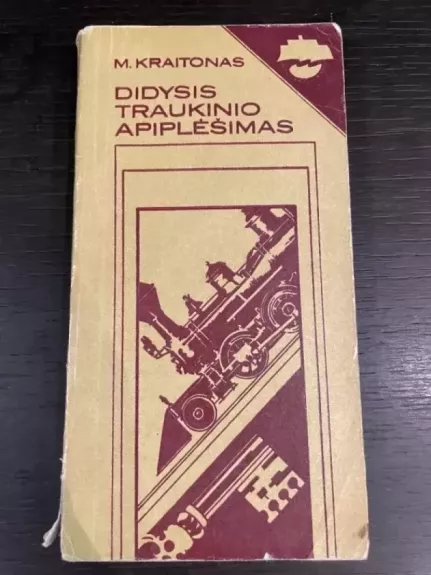 M. KRAITONAS
DIDYSIS
TRAUKINIO
APIPLĖŠIMAS